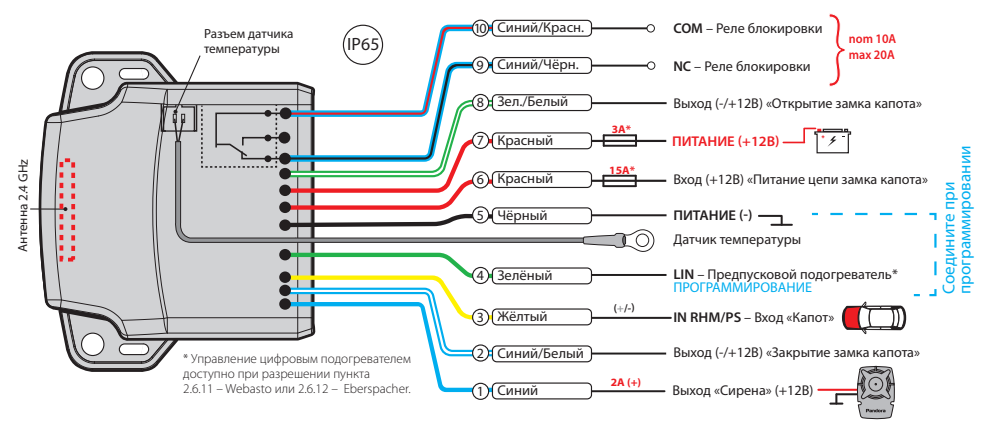 Разъем датчика
температуры
IP65
Антенна 2.4 GHz
10 Синий/Красн. COM – Реле блокировки
nom 10A
max 20A
9 Синий/Чёрн. NC – Реле блокировки
8 Зел./Белый Выход (-/+12В) «Открытие замка капота»
7 Красный 3A* ПИТАНИЕ (+12В)
6 Красный 15A* Вход (+12В) «Питание цепи замка капота»
5 Чёрный ПИТАНИЕ (-)
Датчик температуры
4 Зелёный LIN – Предпусковой подогреватель*
ПРОГРАММИРОВАНИЕ
Соедините при
программировании
3 Жёлтый (+/-) IN RHM/PS – Вход «Капот»
2 Синий/Белый Выход (-/+12В) «Закрытие замка капота»
1 Синий 2A (+) Выход «Сирена» (+12В)
Pandora
* Управление цифровым подогревателем
доступно при разрешении пункта
2.6.11 – Webasto или 2.6.12 – Eberspacher.